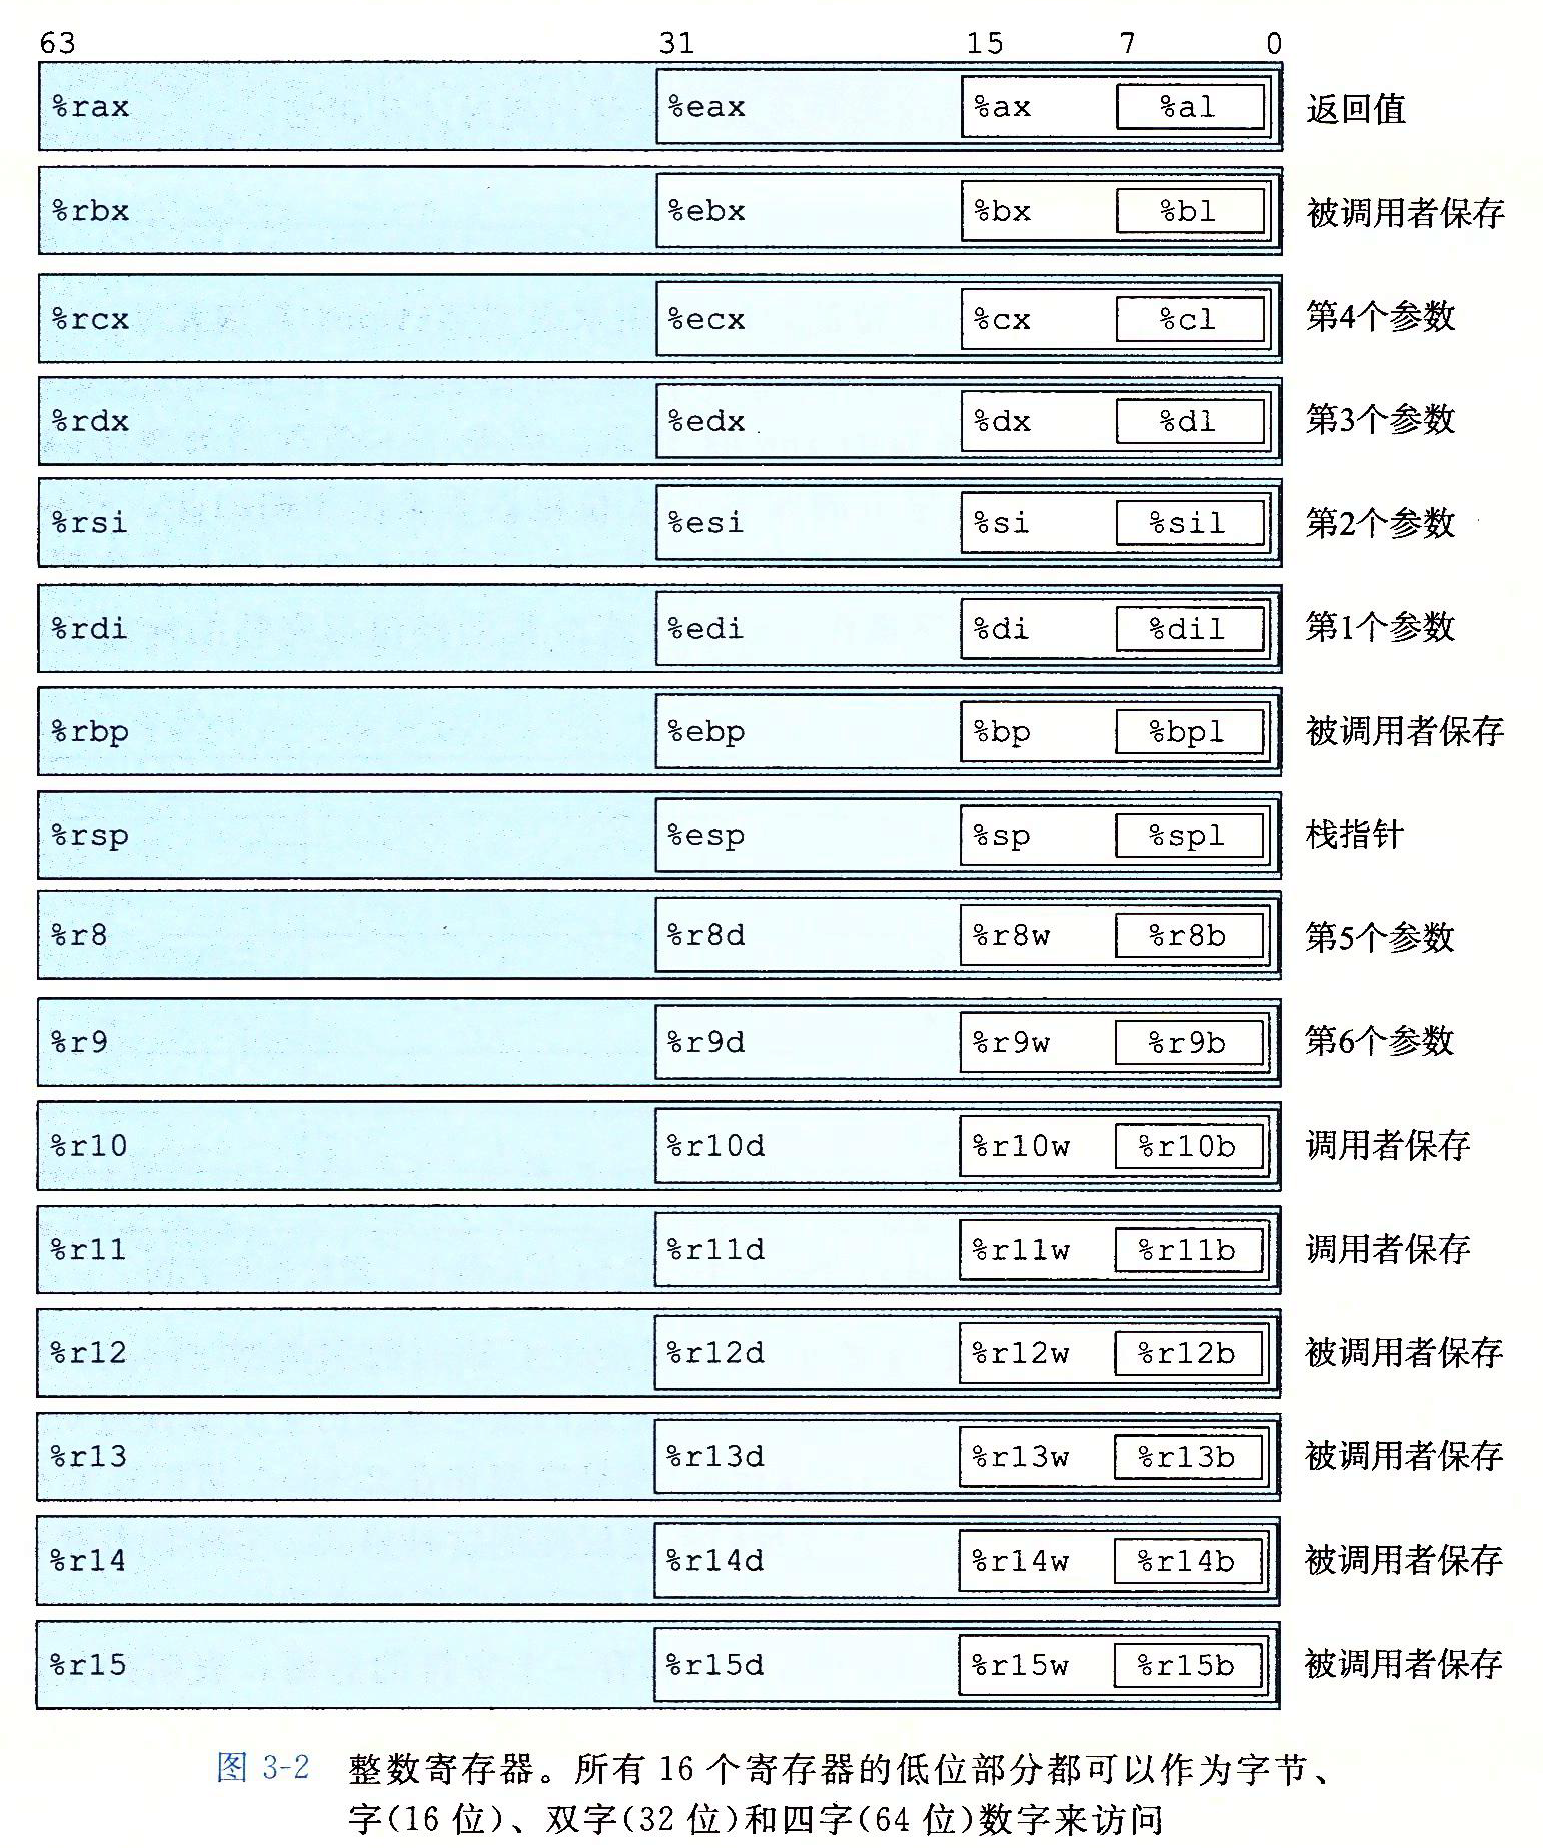 63 31 15 7 0
%rax %eax %ax %al 返回值
%rbx %ebx %bx %bl 被调用者保存
%rcx %ecx %cx %cl 第4个参数
%rdx %edx %dx %dl 第3个参数
%rsi %esi %si %sil 第2个参数
%rdi %edi %di %dil 第1个参数
%rbp %ebp %bp %bpl 被调用者保存
%rsp %esp %sp %spl 栈指针
%r8 %r8d %r8w %r8b 第5个参数
%r9 %r9d %r9w %r9b 第6个参数
%r10 %r10d %r10w %r10b 调用者保存
%r11 %r11d %r11w %r11b 调用者保存
%r12 %r12d %r12w %r12b 被调用者保存
%r13 %r13d %r13w %r13b 被调用者保存
%r14 %r14d %r14w %r14b 被调用者保存
%r15 %r15d %r15w %r15b 被调用者保存
图 3-2 整数寄存器。所有 16 个寄存器的低位部分都可以作为字节、
字(16 位)、双字(32 位)和四字(64 位)数字来访问